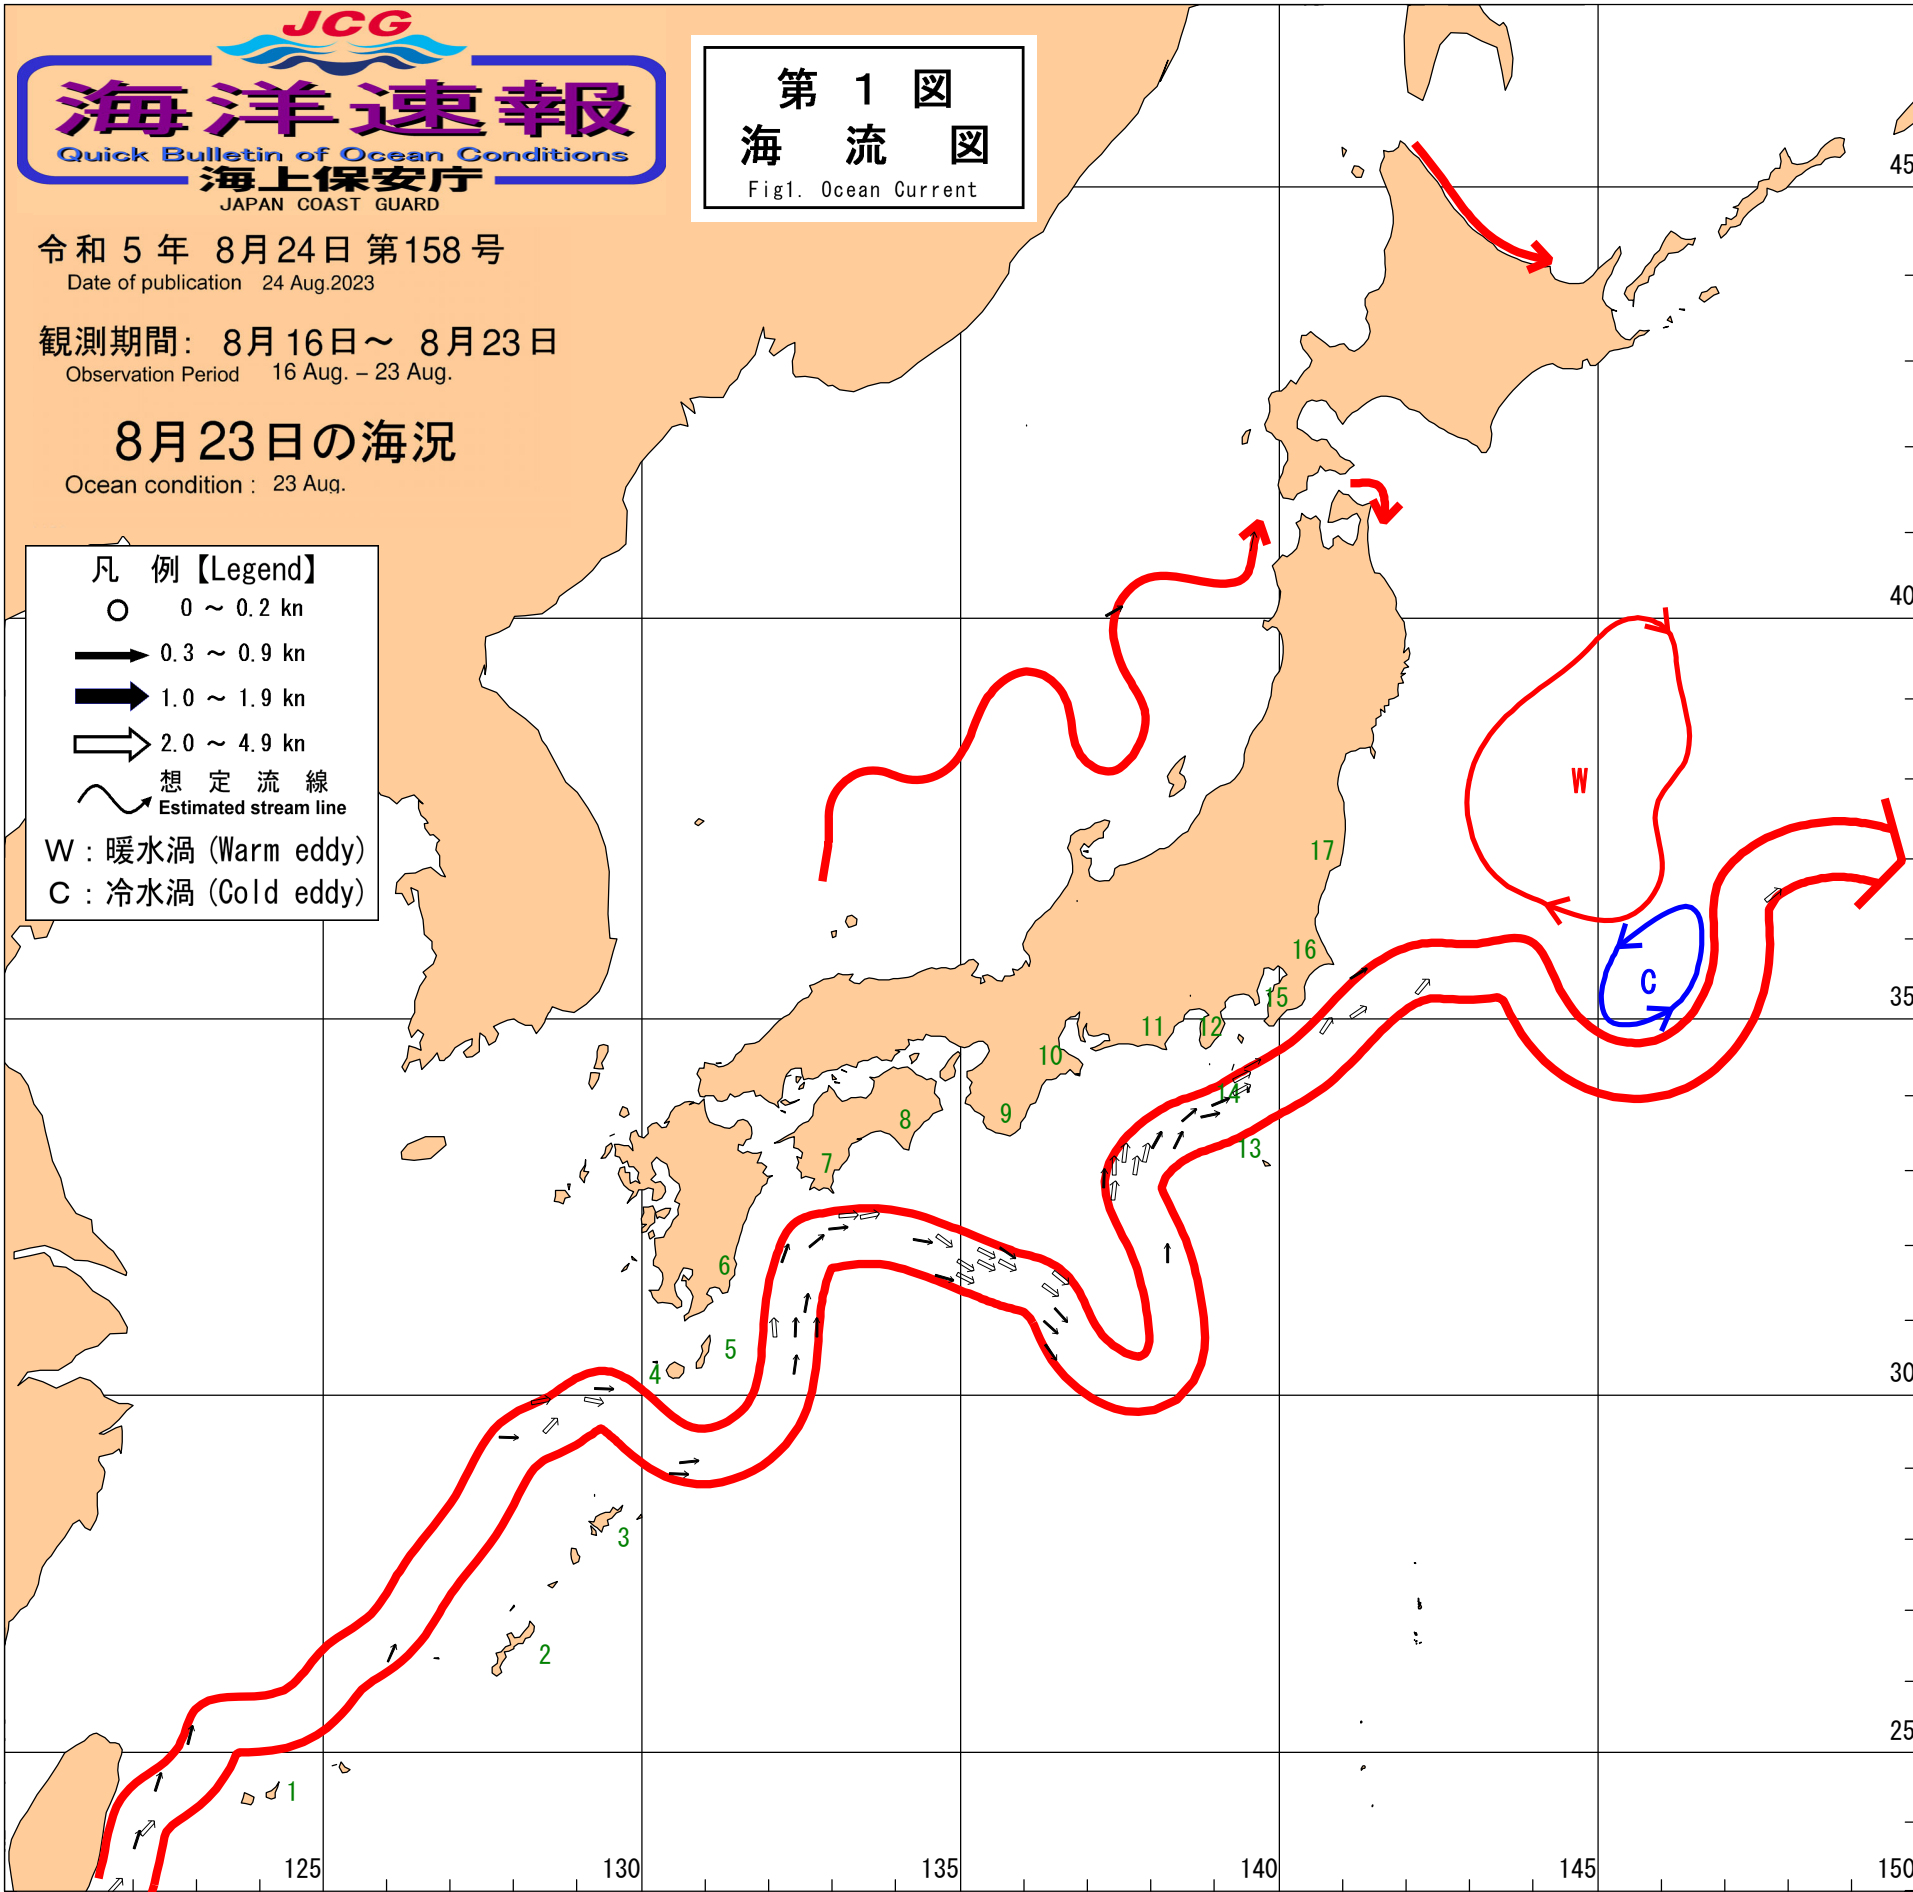 JCG
海洋速報
Quick Bulletin of Ocean Conditions
海上保安庁
JAPAN COAST GUARD
令和 5 年 8月24日 第158号
Date of publication 24 Aug.2023
観測期間: 8月16日～ 8月23日
Observation Period 16 Aug. – 23 Aug.
8月23日の海況
Ocean condition : 23 Aug.
第 1 図
海 流 図
Fig1. Ocean Current
凡 例【Legend】
0 ～ 0.2 kn
0.3 ～ 0.9 kn
1.0 ～ 1.9 kn
2.0 ～ 4.9 kn
想 定 流 線
Estimated stream line
W : 暖水渦 (Warm eddy)
C : 冷水渦 (Cold eddy)
45
40
W
17
16
C
35
15
12
11
10
14
9
8
13
7
6
5
4
30
3
2
25
1
125
130
135
140
145
150